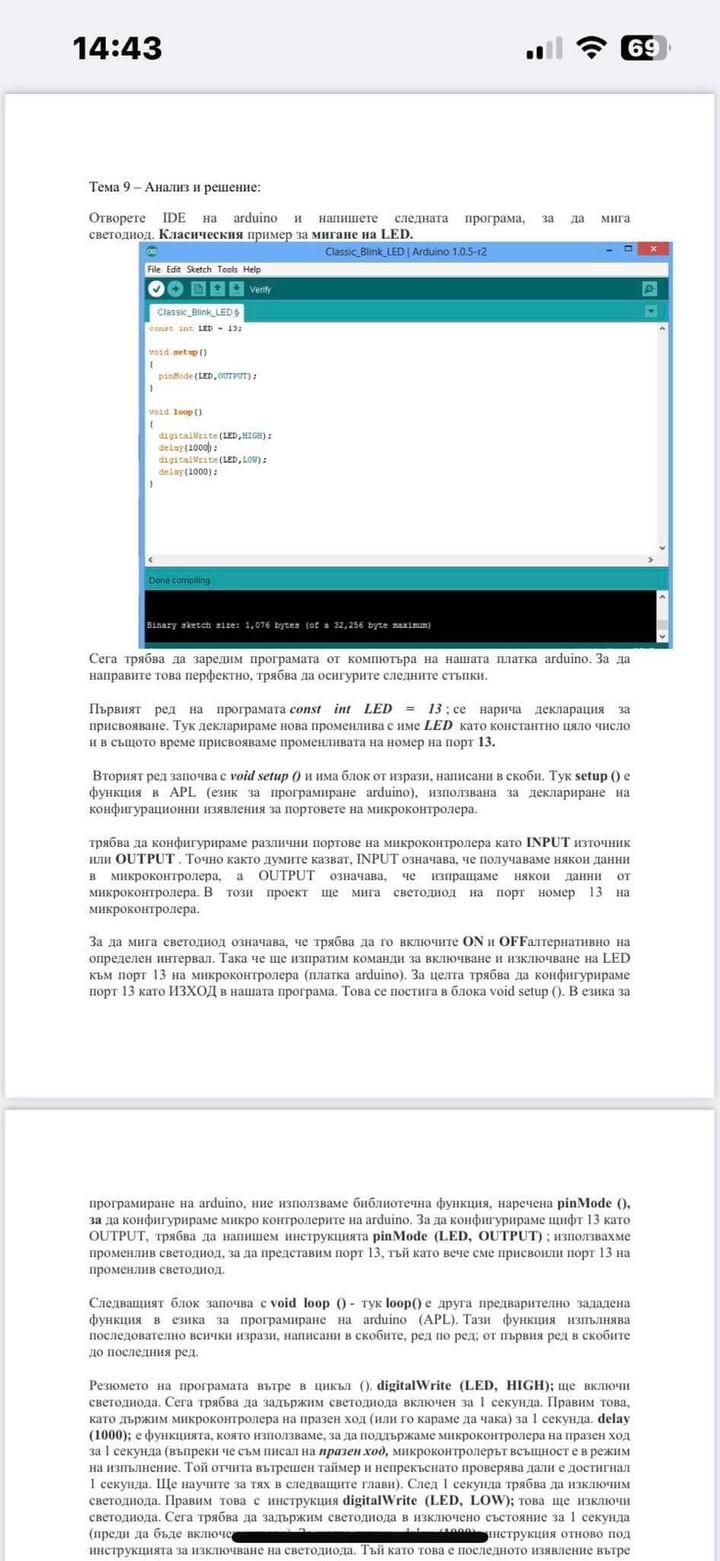 14:43
69
Тема 9 – Анализ и решение:
Отворете IDE на arduino и напишете следната програма, за да мига
светодиод. Класическия пример за мигане на LED.
Classic_Blink_LED | Arduino 1.0.5-r2
File Edit Sketch Tools Help
Verify
Classic_Blink_LED §
const int LED = 13;
void setup()
{
pinMode(LED,OUTPUT);
}
void loop()
{
digitalWrite(LED,HIGH);
delay(1000);
digitalWrite(LED,LOW);
delay(1000);
}
Done compiling.
Binary sketch size: 1,076 bytes (of a 32,256 byte maximum)
Сега трябва да заредим програмата от компютъра на нашата платка arduino. За да
направите това перфектно, трябва да осигурите следните стъпки.
Първият ред на програмата const int LED = 13 ; се нарича декларация за
присвояване. Тук декларираме нова променлива с име LED като константно цяло число
и в същото време присвояваме променливата на номер на порт 13.
Вторият ред започва с void setup () и има блок от изрази, написани в скоби. Тук setup () е
функция в APL (език за програмиране arduino), използвана за деклариране на
конфигурационни изявления за портовете на микроконтролера.
трябва да конфигурираме различни портове на микроконтролера като INPUT източник
или OUTPUT . Точно както думите казват, INPUT означава, че получаваме някои данни
в микроконтролера, а OUTPUT означава, че изпращаме някои данни от
микроконтролера. В този проект ще мига светодиод на порт номер 13 на
микроконтролера.
За да мига светодиод означава, че трябва да го включите ON и OFFалтернативно на
определен интервал. Така че ще изпратим команди за включване и изключване на LED
към порт 13 на микроконтролера (платка arduino). За целта трябва да конфигурираме
порт 13 като ИЗХОД в нашата програма. Това се постига в блока void setup (). В езика за
програмиране на arduino, ние използваме библиотечна функция, наречена pinMode (),
за да конфигурираме микро контролерите на arduino. За да конфигурираме щифт 13 като
OUTPUT, трябва да напишем инструкцията pinMode (LED, OUTPUT) ; използвахме
променлив светодиод, за да представим порт 13, тъй като вече сме присвоили порт 13 на
променлив светодиод.
Следващият блок започва с void loop () - тук loop() е друга предварително зададена
функция в езика за програмиране на arduino (APL). Тази функция изпълнява
последователно всички изрази, написани в скобите, ред по ред; от първия ред в скобите
до последния ред.
Резюмето на програмата вътре в цикъл (). digitalWrite (LED, HIGH); ще включи
светодиода. Сега трябва да задържим светодиода включен за 1 секунда. Правим това,
като държим микроконтролера на празен ход (или го караме да чака) за 1 секунда. delay
(1000); е функцията, която използваме, за да поддържаме микроконтролера на празен ход
за 1 секунда (въпреки че съм писал на празен ход, микроконтролерът всъщност е в режим
на изпълнение. Той отчита вътрешен таймер и непрекъснато проверява дали е достигнал
1 секунда. Ще научите за тях в следващите глави). След 1 секунда трябва да изключим
светодиода. Правим това с инструкция digitalWrite (LED, LOW); това ще изключи
светодиода. Сега трябва да задържим светодиода в изключено състояние за 1 секунда
(преди да бъде включе инструкция отново под
инструкцията за изключване на светодиода. Тъй като това е последното изявление вътре